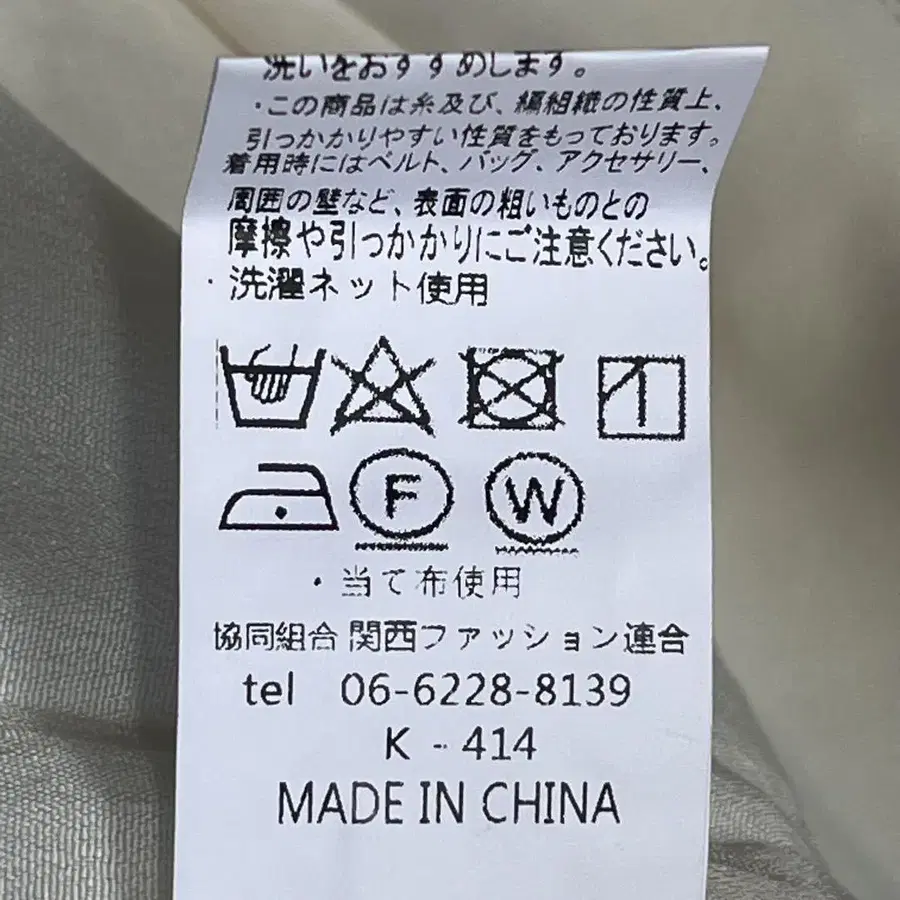 洗いをおすすめします。
・この商品は糸及び、編組織の性質上、
引っかかりやすい性質をもっております。
着用時にはベルト、バッグ、アクセサリー、
周囲の壁など、表面の粗いものとの
摩擦や引っかかりにご注意ください。
・洗濯ネット使用
F W
・当て布使用
協同組合 関西ファッション連合
tel 06-6228-8139
K - 414
MADE IN CHINA